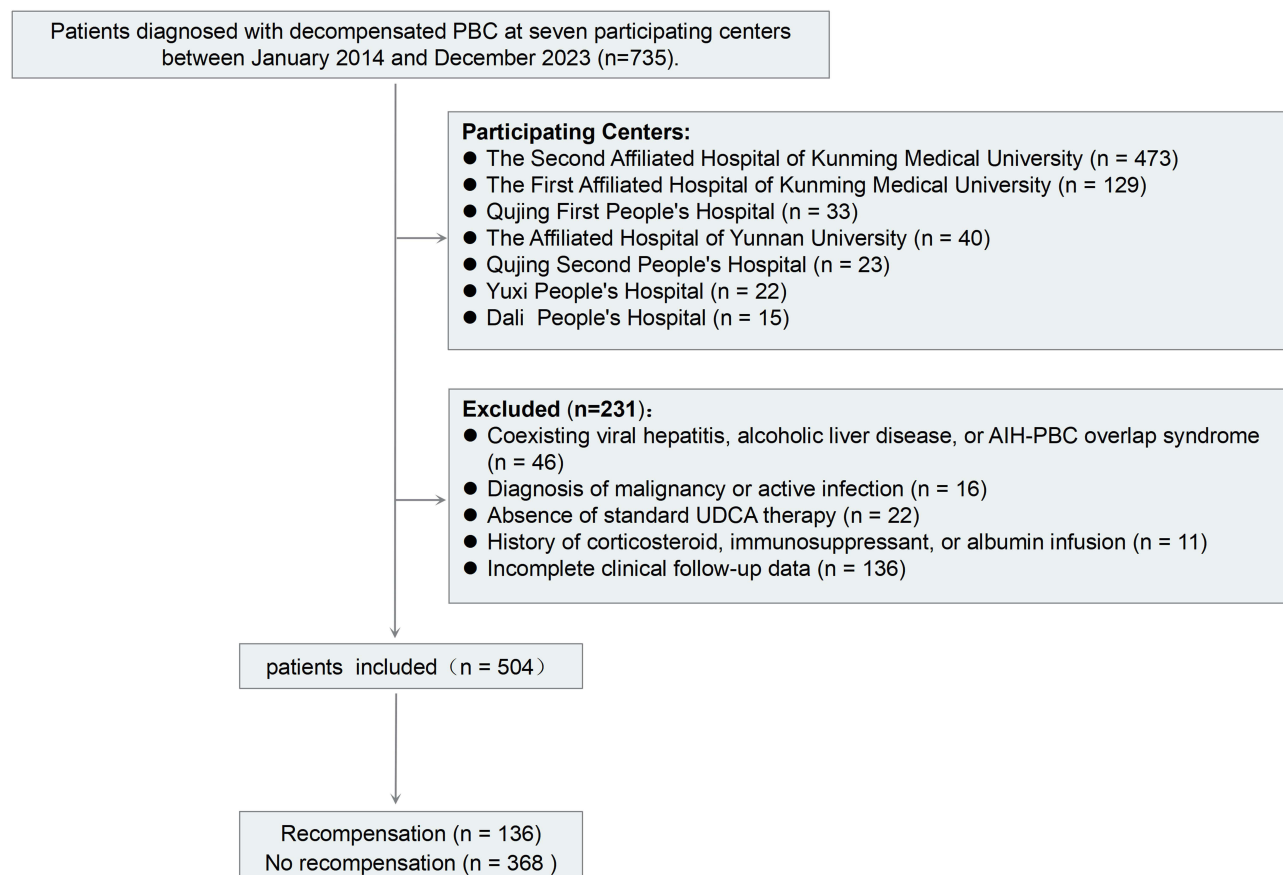 Patients diagnosed with decompensated PBC at seven participating centers
between January 2014 and December 2023 (n=735).
Participating Centers:
● The Second Affiliated Hospital of Kunming Medical University (n = 473)
● The First Affiliated Hospital of Kunming Medical University (n = 129)
● Qujing First People's Hospital (n = 33)
● The Affiliated Hospital of Yunnan University (n = 40)
● Qujing Second People's Hospital (n = 23)
● Yuxi People's Hospital (n = 22)
● Dali  People's Hospital (n = 15)
Excluded (n=231)：
● Coexisting viral hepatitis, alcoholic liver disease, or AIH-PBC overlap syndrome
(n = 46)
● Diagnosis of malignancy or active infection (n = 16)
● Absence of standard UDCA therapy (n = 22)
● History of corticosteroid, immunosuppressant, or albumin infusion (n = 11)
● Incomplete clinical follow-up data (n = 136)
patients  included（n = 504）
Recompensation (n = 136)
No recompensation (n = 368 )